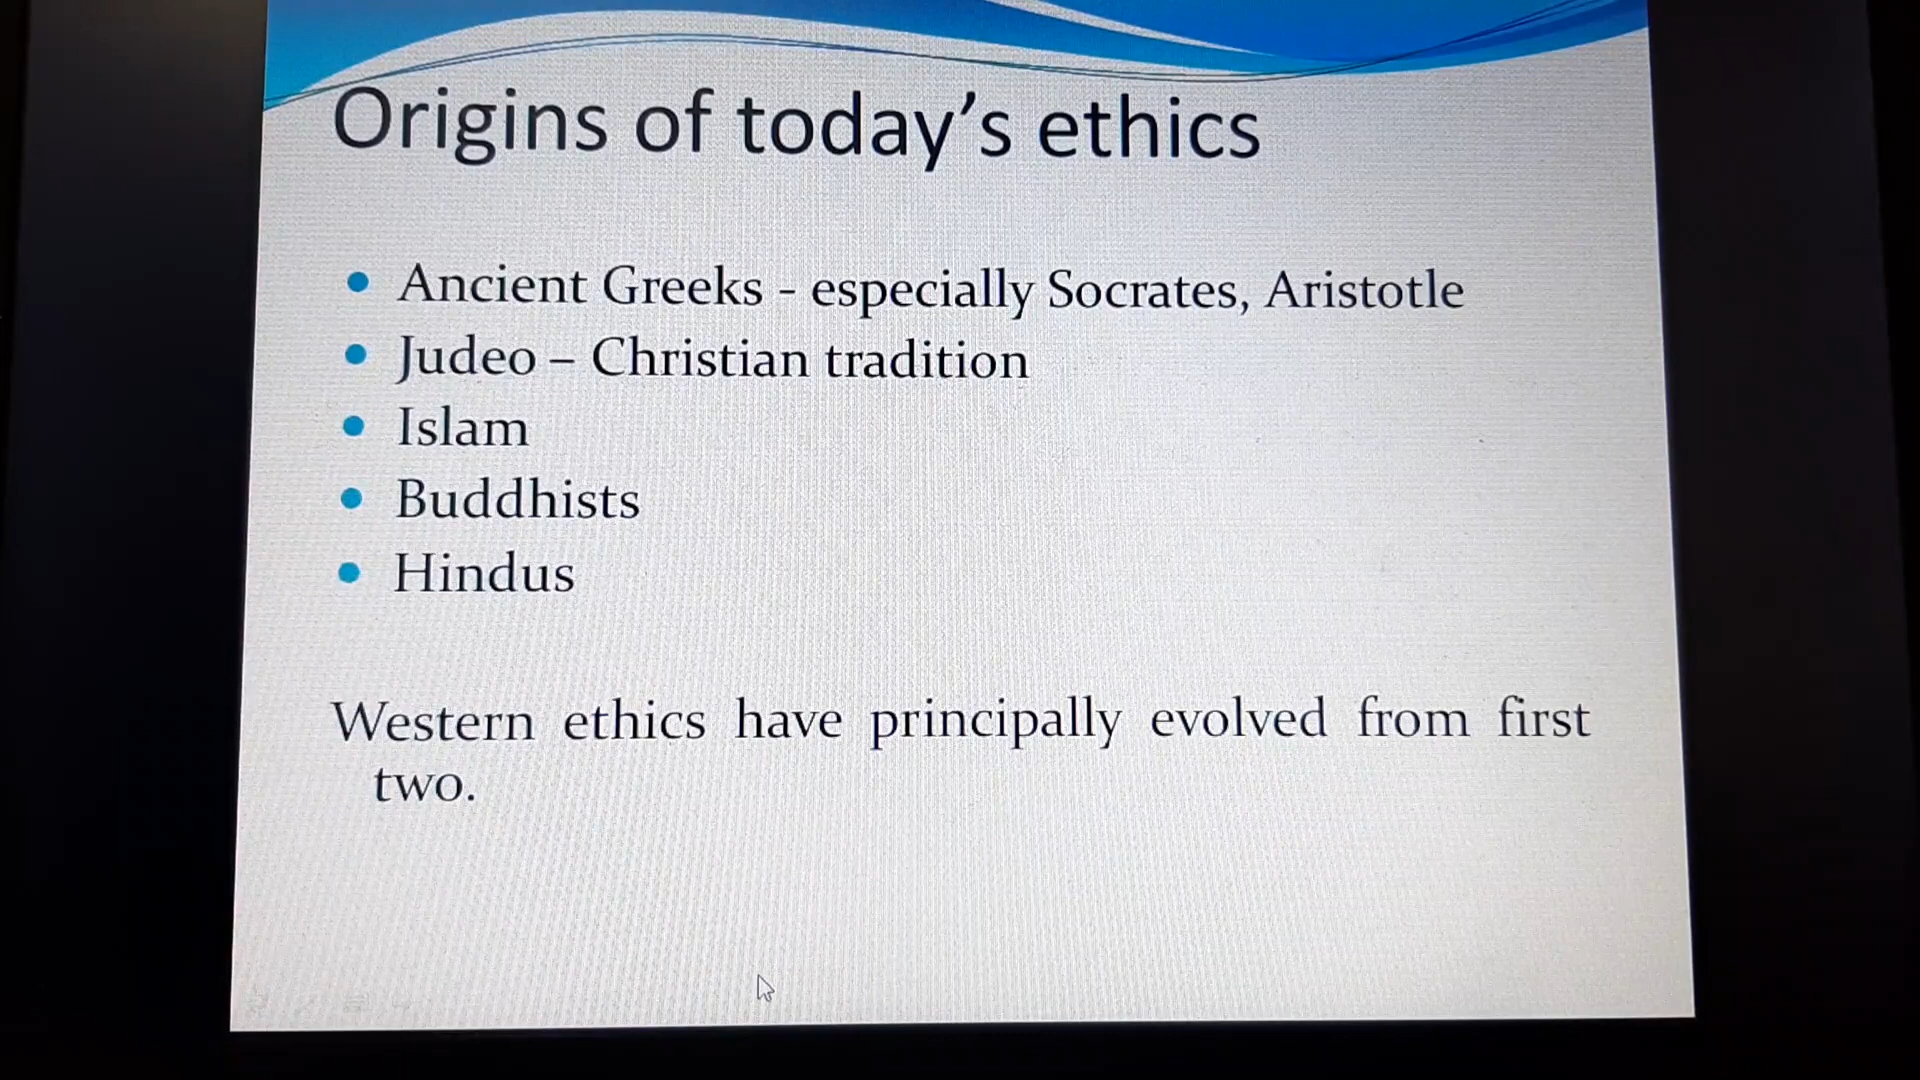 Origins of today's ethics
• Ancient Greeks - especially Socrates, Aristotle
• Judeo – Christian tradition
• Islam
• Buddhists
• Hindus
Western ethics have principally evolved from first
two.